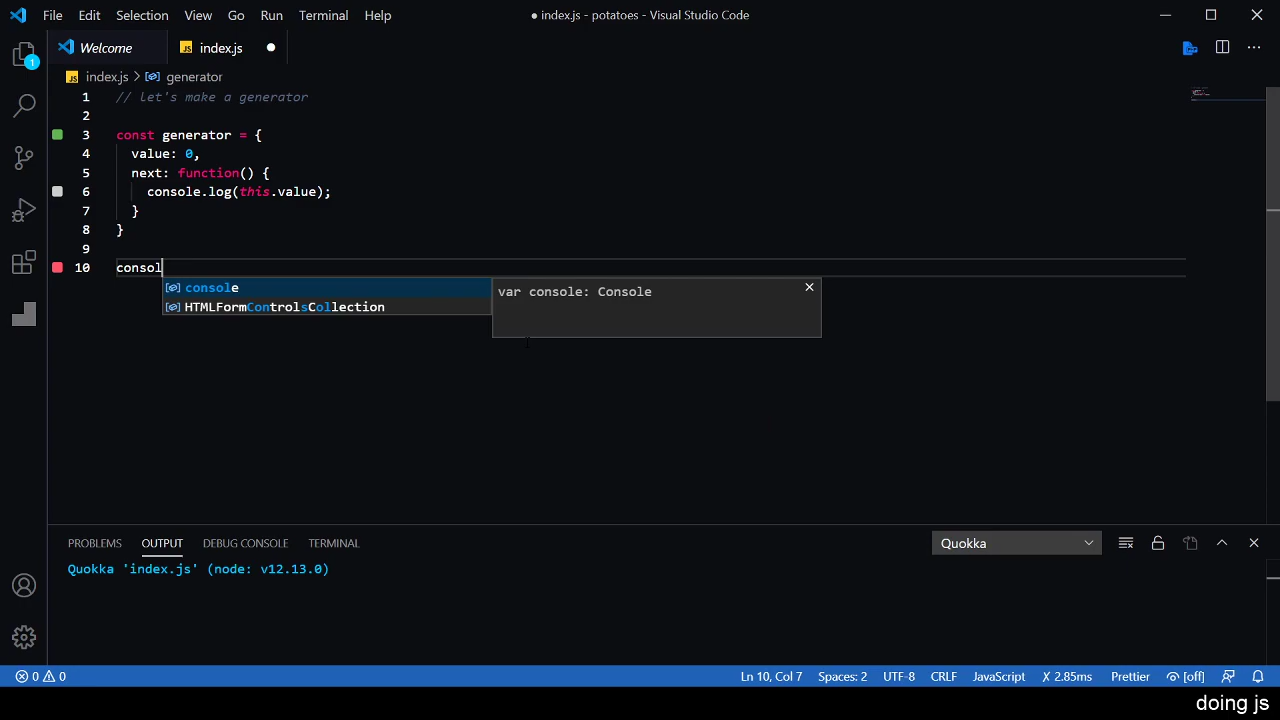 File Edit Selection View Go Run Terminal Help
● index.js - potatoes - Visual Studio Code
Welcome
JS index.js ●
1
JS index.js > generator
1 // let's make a generator
2
3 const generator = {
4 value: 0,
5 next: function() {
6 console.log(this.value);
7 }
8 }
9
10 consol
console
HTMLFormControlsCollection
var console: Console
PROBLEMS OUTPUT DEBUG CONSOLE TERMINAL
Quokka
Quokka 'index.js' (node: v12.13.0)
0 0
Ln 10, Col 7 Spaces: 2 UTF-8 CRLF JavaScript X 2.85ms Prettier [off]
doing js